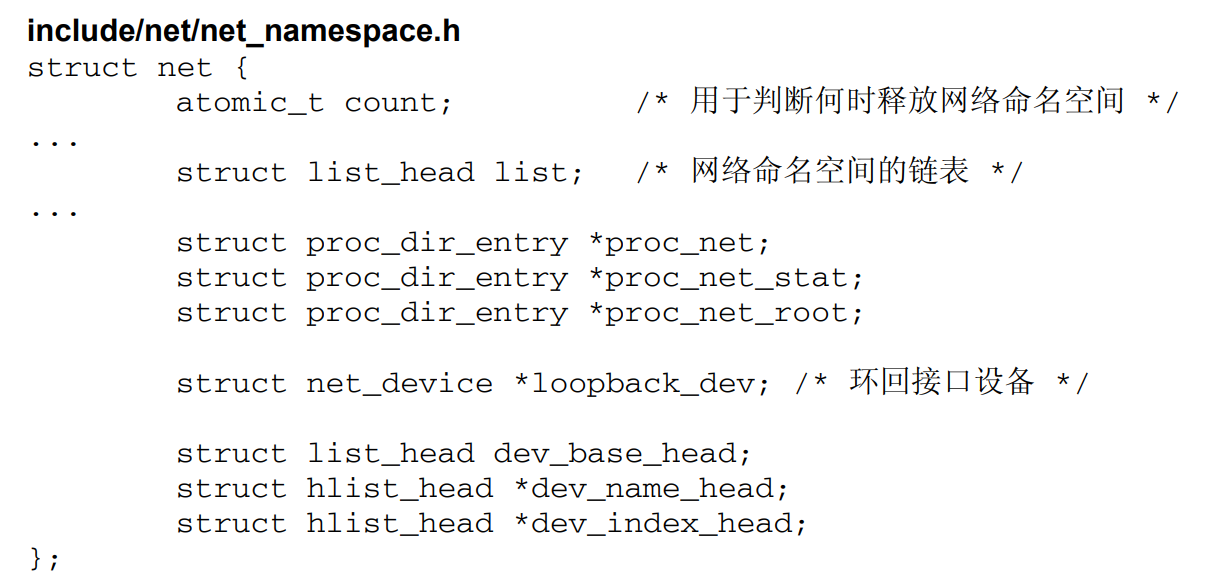 include/net/net_namespace.h
struct net {
        atomic_t count;          /* 用于判断何时释放网络命名空间 */
...
        struct list_head list;   /* 网络命名空间的链表 */
...
        struct proc_dir_entry *proc_net;
        struct proc_dir_entry *proc_net_stat;
        struct proc_dir_entry *proc_net_root;

        struct net_device *loopback_dev; /* 环回接口设备 */

        struct list_head dev_base_head;
        struct hlist_head *dev_name_head;
        struct hlist_head *dev_index_head;
};